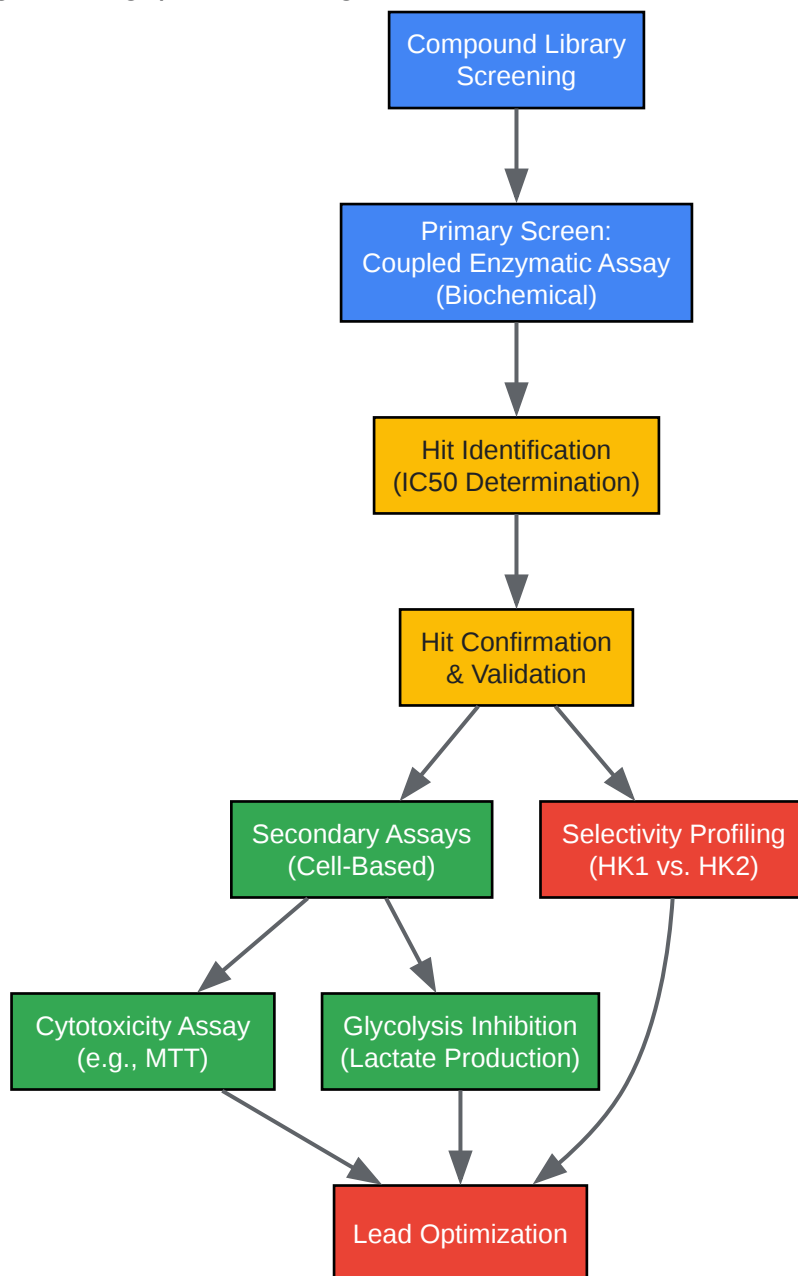 Compound Library
Screening
Primary Screen:
Coupled Enzymatic Assay
(Biochemical)
Hit Identification
(IC50 Determination)
Hit Confirmation
& Validation
Secondary Assays
(Cell-Based)
Selectivity Profiling
(HK1 vs. HK2)
Cytotoxicity Assay
(e.g., MTT)
Glycolysis Inhibition
(Lactate Production)
Lead Optimization